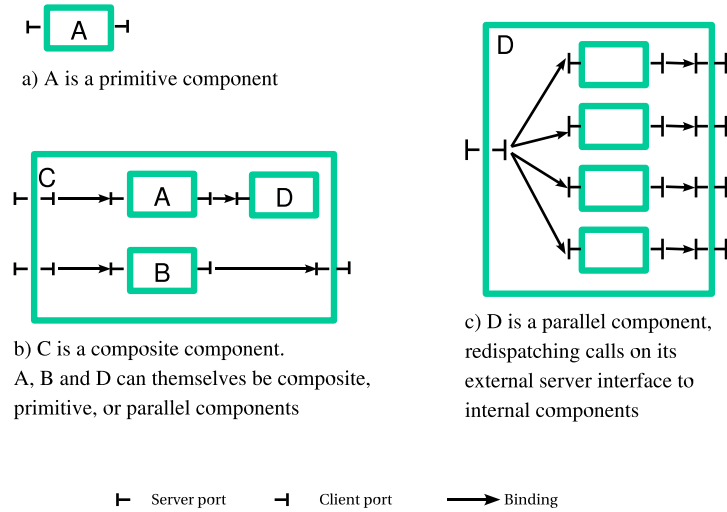 A
a) A is a primitive component
C
A
D
B
b) C is a composite component.
A, B and D can themselves be composite,
primitive, or parallel components
D
c) D is a parallel component,
redispatching calls on its
external server interface to
internal components
Server port
Client port
Binding